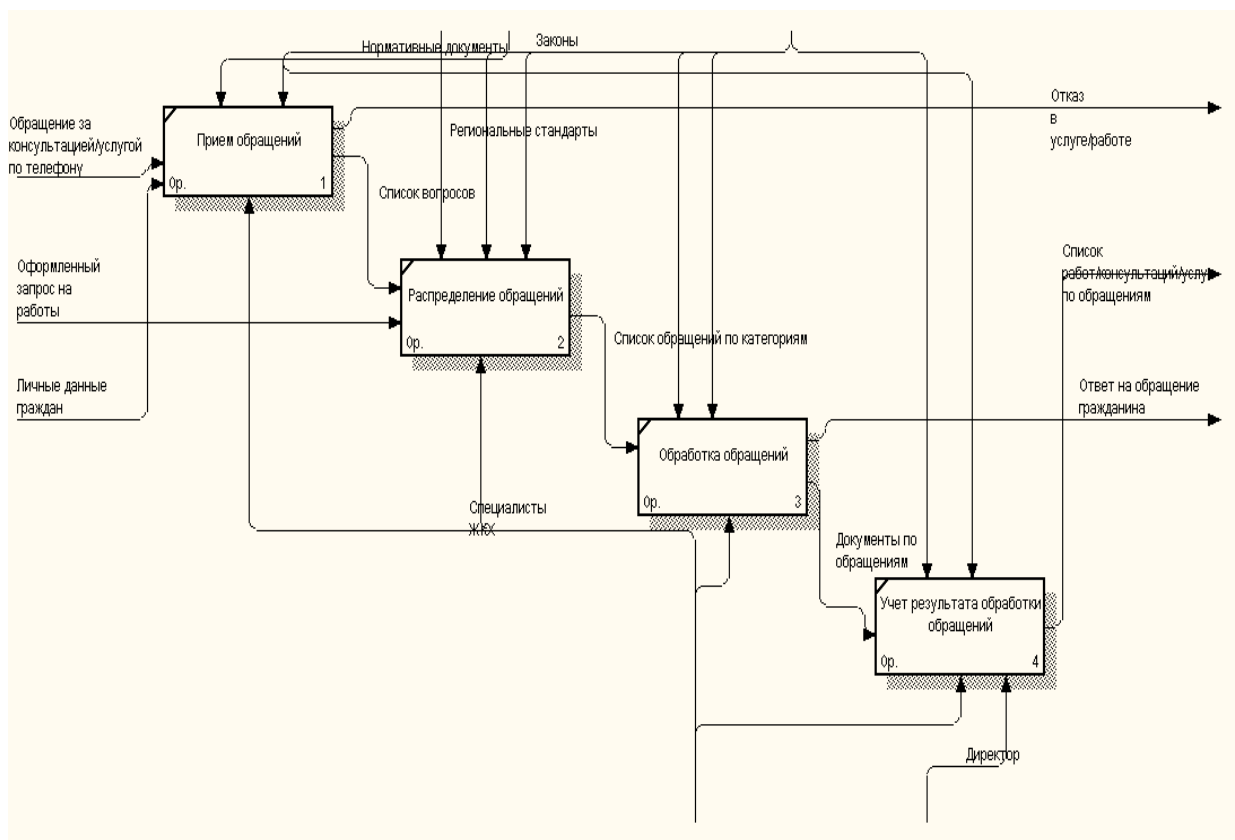 Нормативные документы
Законы
Обращение за
консультацией/услугой
по телефону
Прием обращений
0р.
1
Региональные стандарты
Отказ
в
услуге/работе
Список вопросов
Оформленный
запрос на
работы
Распределение обращений
0р.
2
Список
работ/консультаций/услуг
по обращениям
Список обращений по категориям
Личные данные
граждан
Ответ на обращение
гражданина
Обработка обращений
0р.
3
Специалисты
ЖКХ
Документы по
обращениям
Учет результата обработки
обращений
0р.
4
Директор